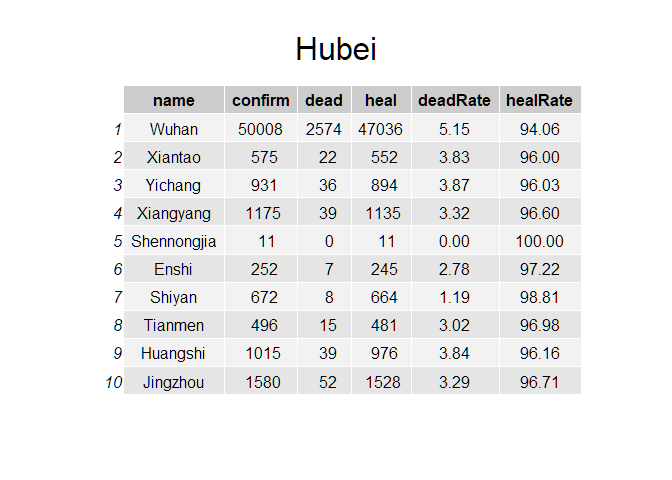 Hubei
name confirm dead heal deadRate healRate
1 Wuhan 50008 2574 47036 5.15 94.06
2 Xiantao 575 22 552 3.83 96.00
3 Yichang 931 36 894 3.87 96.03
4 Xiangyang 1175 39 1135 3.32 96.60
5 Shennongjia 11 0 11 0.00 100.00
6 Enshi 252 7 245 2.78 97.22
7 Shiyan 672 8 664 1.19 98.81
8 Tianmen 496 15 481 3.02 96.98
9 Huangshi 1015 39 976 3.84 96.16
10 Jingzhou 1580 52 1528 3.29 96.71